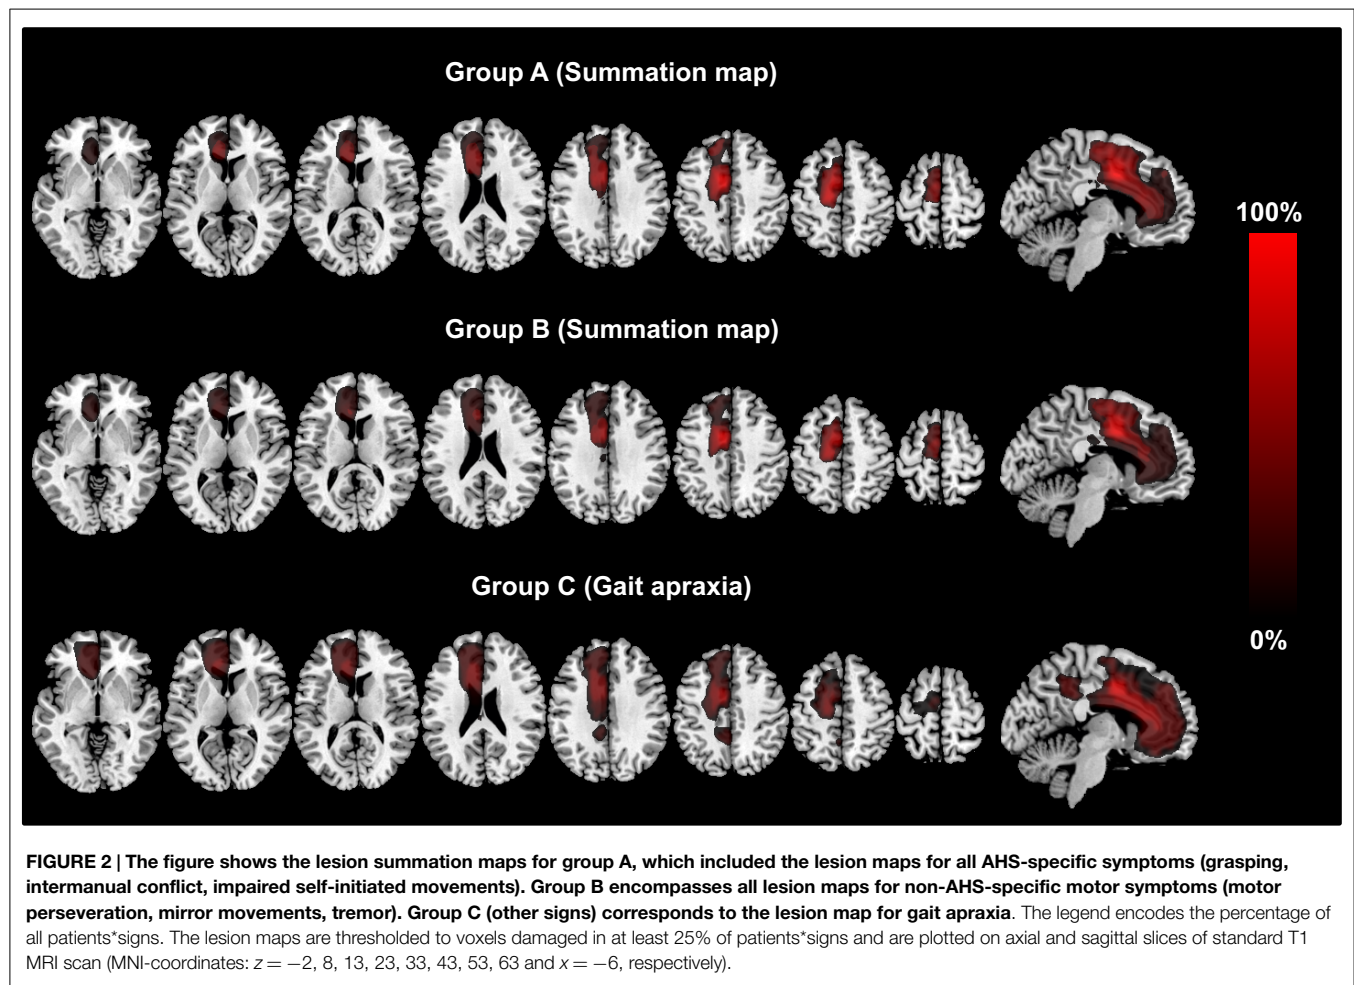 Group A (Summation map)
100%
Group B (Summation map)
Group C (Gait apraxia)
0%
FIGURE 2 | The figure shows the lesion summation maps for group A, which included the lesion maps for all AHS-specific symptoms (grasping,
intermanual conflict, impaired self-initiated movements). Group B encompasses all lesion maps for non-AHS-specific motor symptoms (motor
perseveration, mirror movements, tremor). Group C (other signs) corresponds to the lesion map for gait apraxia. The legend encodes the percentage of
all patients*signs. The lesion maps are thresholded to voxels damaged in at least 25% of patients*signs and are plotted on axial and sagittal slices of standard T1
MRI scan (MNI-coordinates: z = −2, 8, 13, 23, 33, 43, 53, 63 and x = −6, respectively).